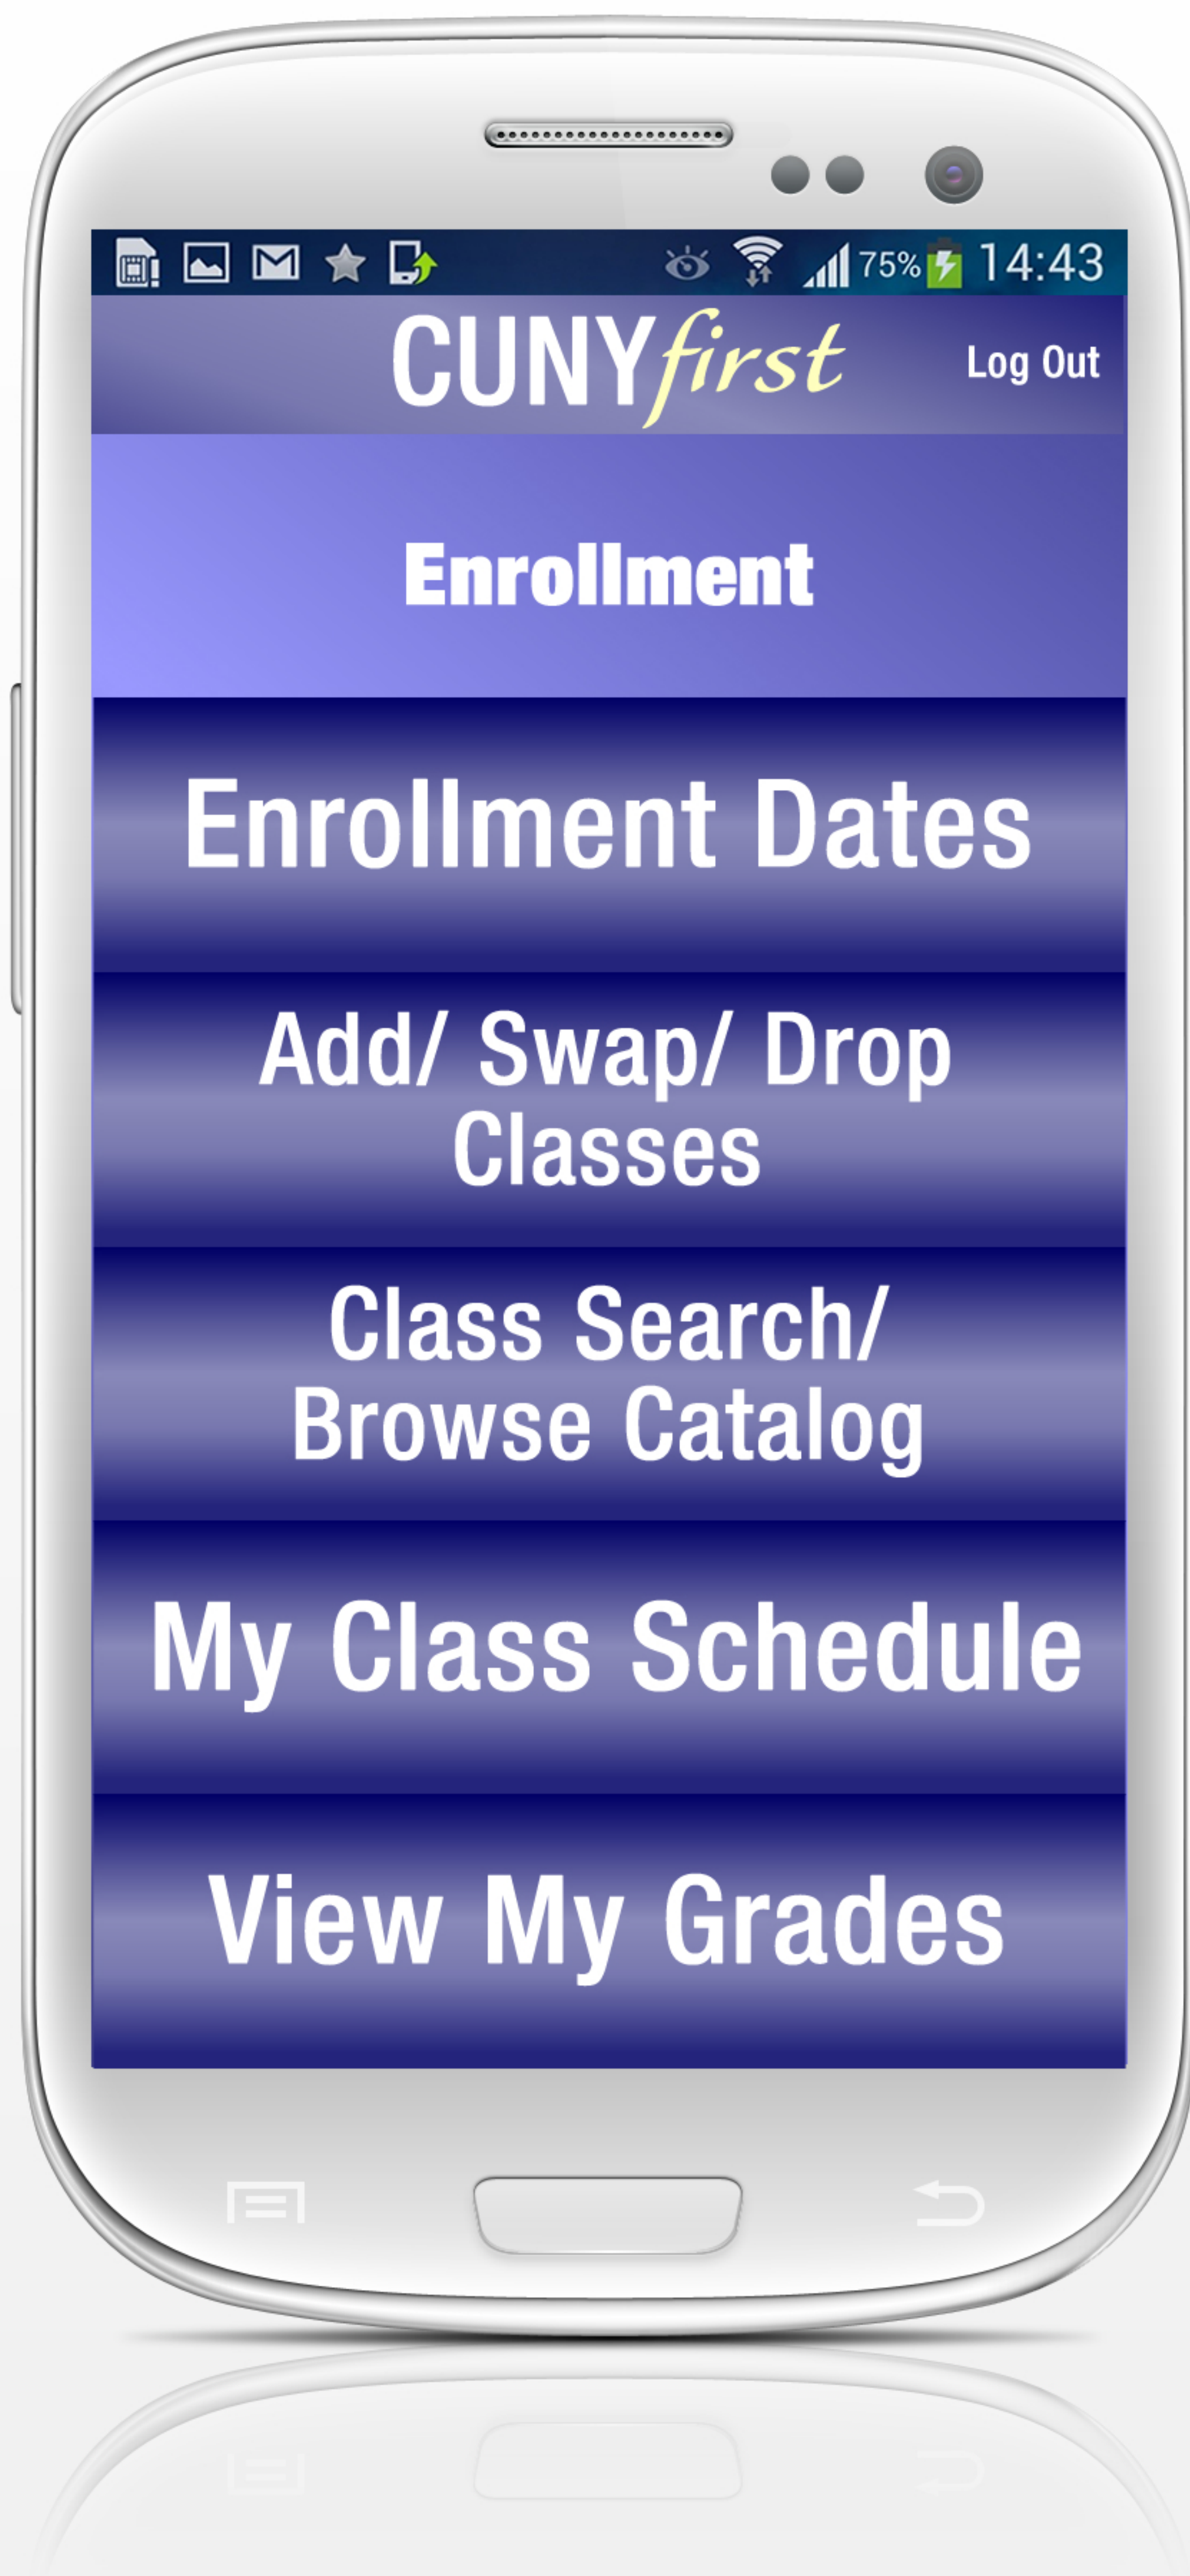 75% 14:43
CUNYfirst Log Out
Enrollment
Enrollment Dates
Add/ Swap/ Drop
Classes
Class Search/
Browse Catalog
My Class Schedule
View My Grades